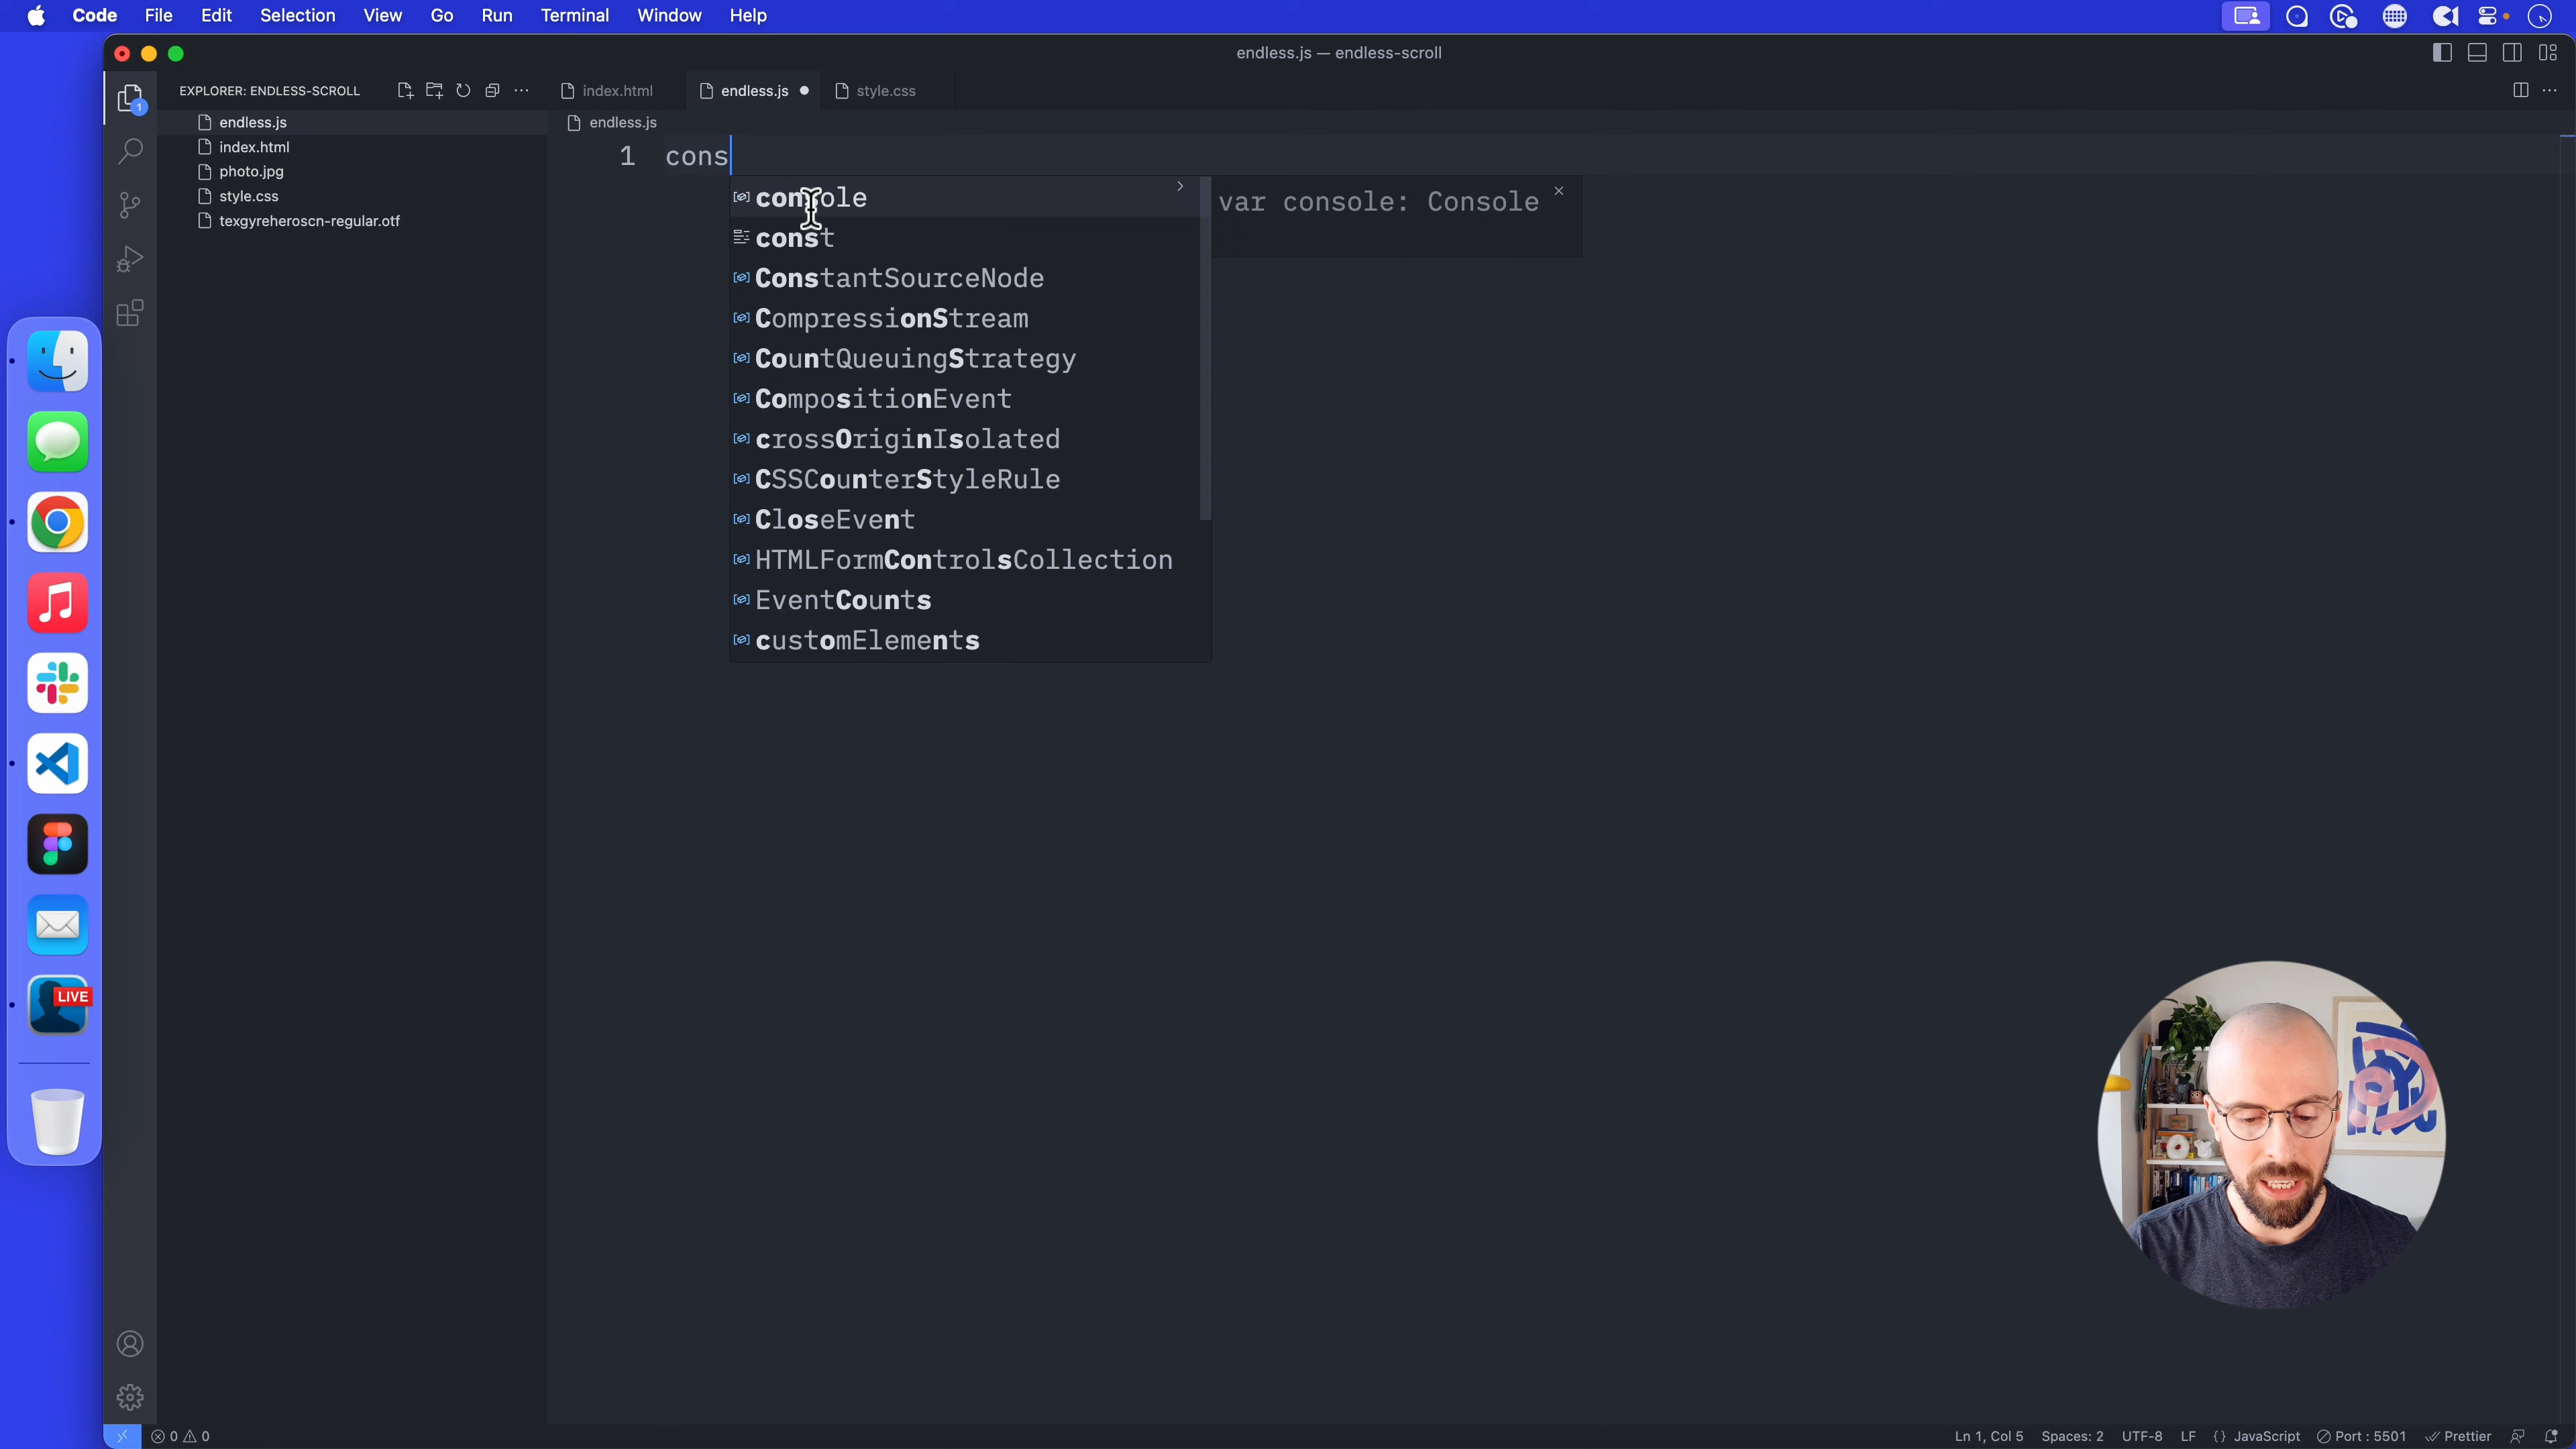 Code File Edit Selection View Go Run Terminal Window Help
endless.js — endless-scroll
EXPLORER: ENDLESS-SCROLL
index.html
endless.js
style.css
endless.js
index.html
photo.jpg
style.css
texgyreheroscn-regular.otf
1
endless.js
1 cons
console
var console: Console
const
ConstantSourceNode
CompressionStream
CountQueuingStrategy
CompositionEvent
crossOriginIsolated
CSSCounterStyleRule
CloseEvent
HTMLFormControlsCollection
EventCounts
customElements
LIVE
0 0
Ln 1, Col 5 Spaces: 2 UTF-8 LF {} JavaScript Port : 5501 Prettier